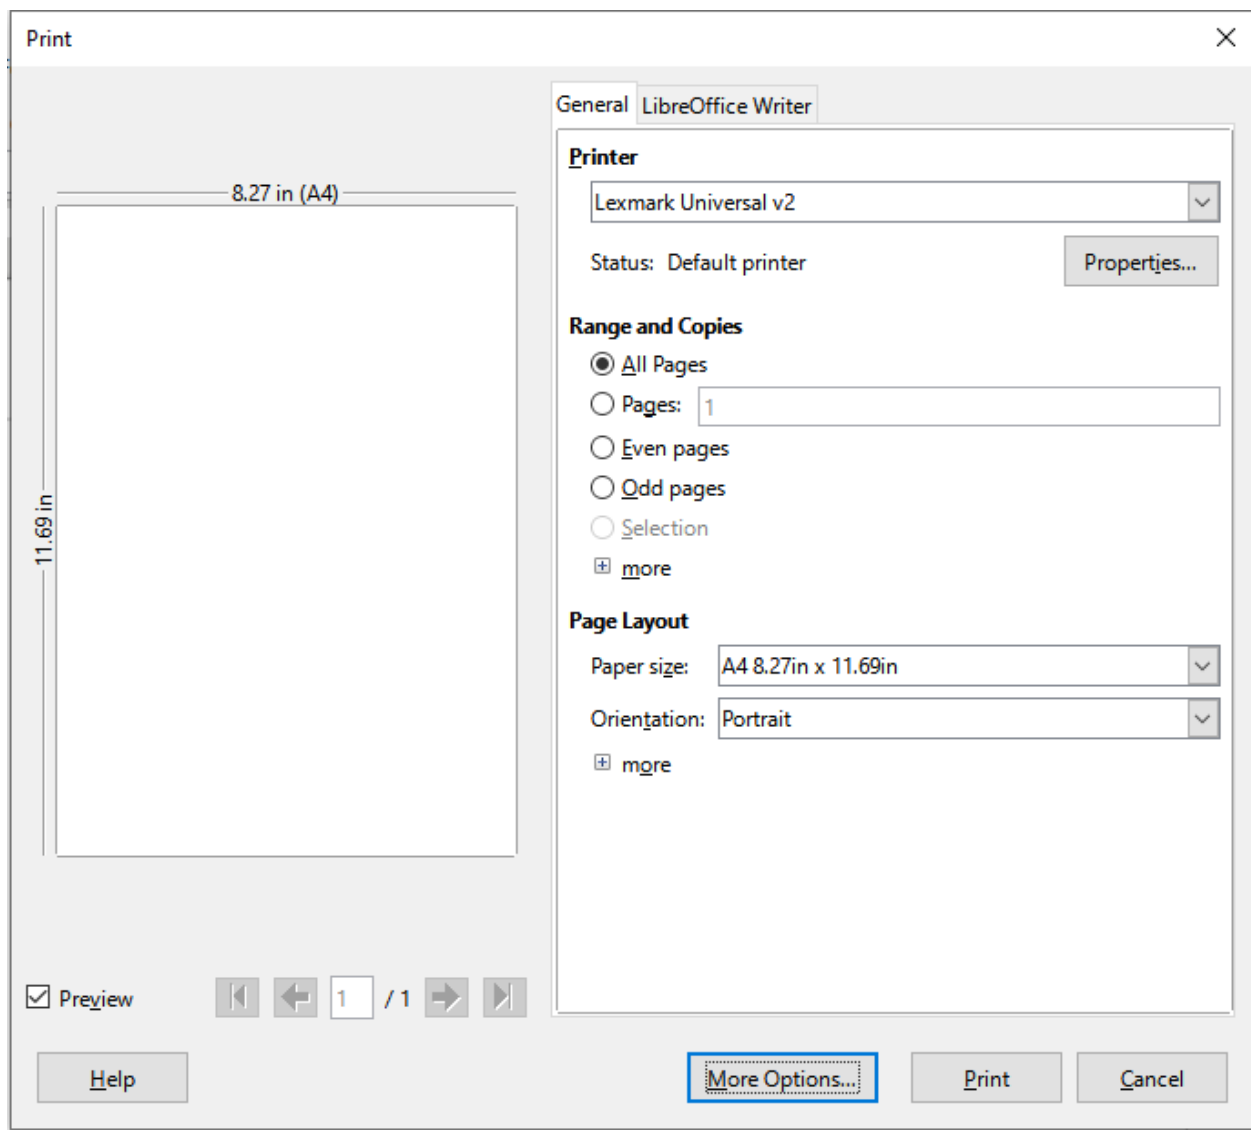 Print
General
LibreOffice Writer
8.27 in (A4)
11.69 in
Printer
Lexmark Universal v2
Status: Default printer
Properties...
Range and Copies
All Pages
Pages: 1
Even pages
Odd pages
Selection
more
Page Layout
Paper size: A4 8.27in x 11.69in
Orientation: Portrait
more
Preview
1 / 1
Help
More Options...
Print
Cancel